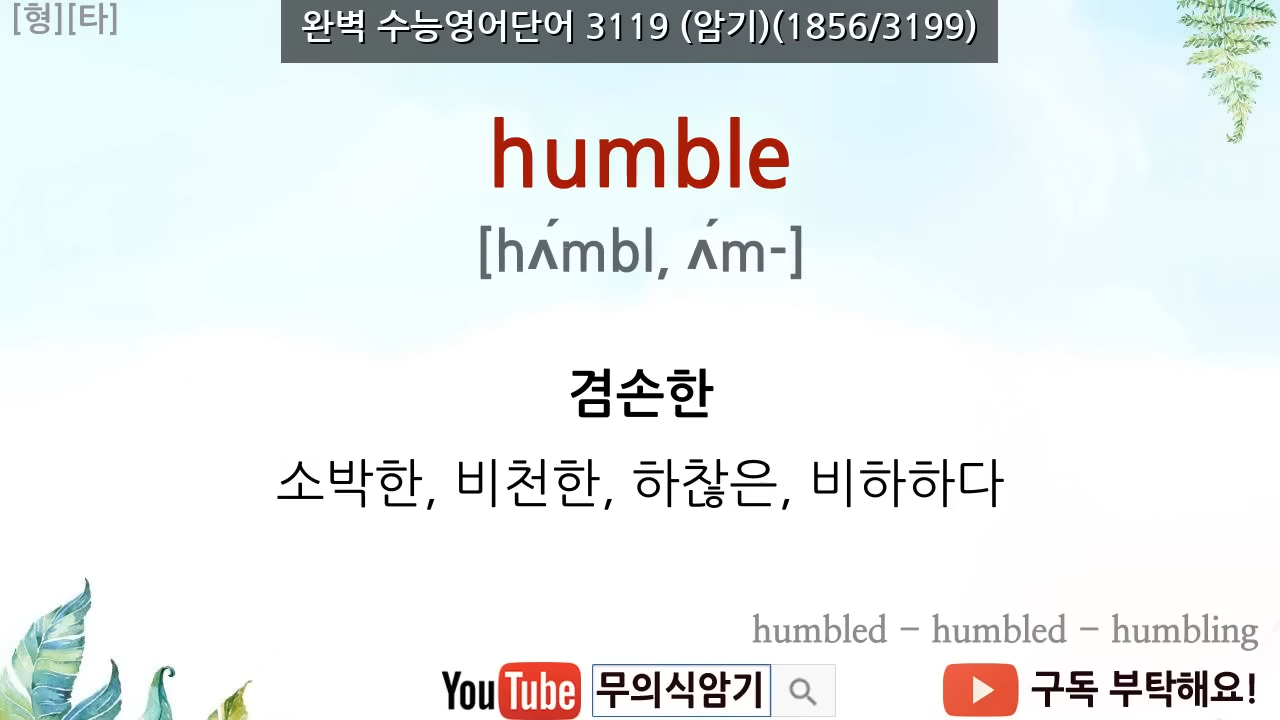 [형][타]
완벽 수능영어단어 3119 (암기)(1856/3199)
humble
[hʌ́mbl, ʌ́m-]
겸손한
소박한, 비천한, 하찮은, 비하하다
humbled - humbled - humbling
YouTube 무의식암기
구독 부탁해요!